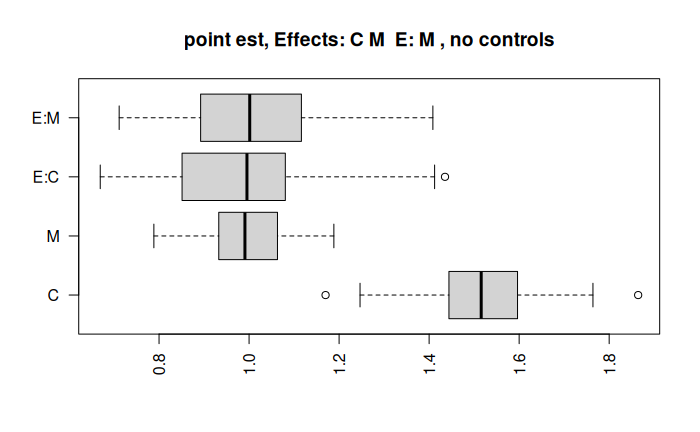 point est, Effects: C M  E: M , no controls
E:M
E:C
M
C
0.8 1.0 1.2 1.4 1.6 1.8